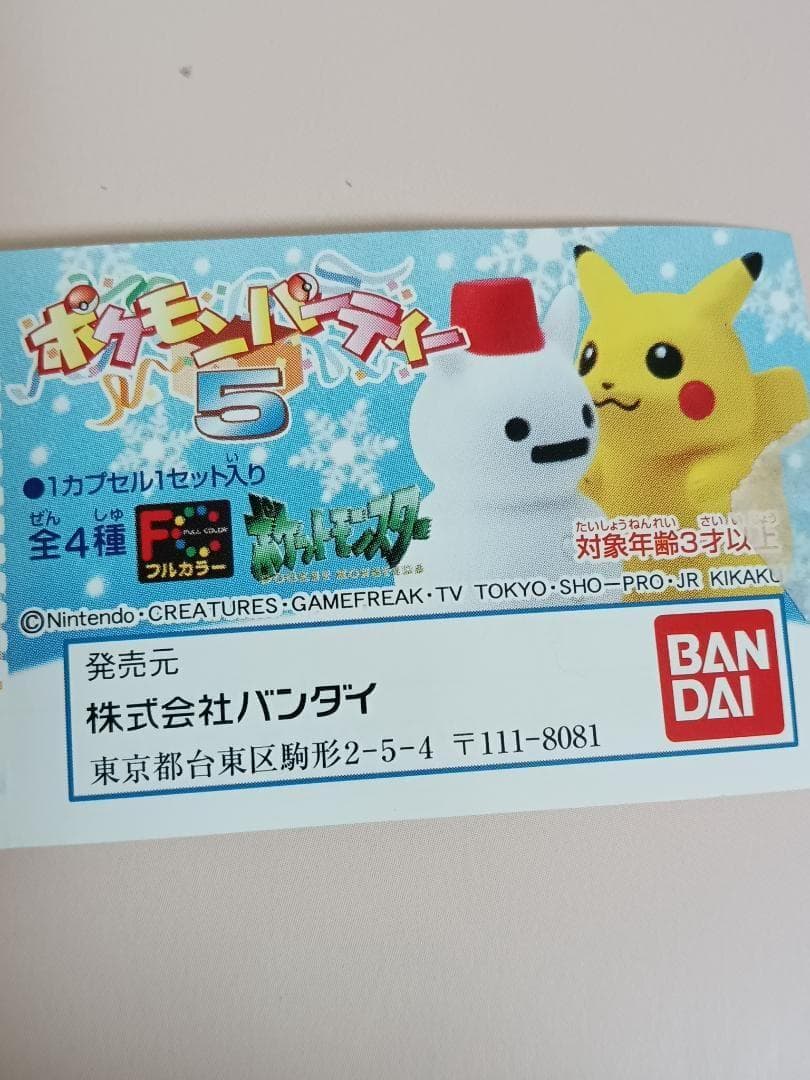 ポケモンパーティー
5
●1カプセル1セット入り
い
ぜん しゅ
全4種
F FULL COLOR
フルカラー
ポケットモンスター
POCKET MONSTERS
たいしょうねんれい さい
対象年齢3才以上
©Nintendo・CREATURES・GAMEFREAK・TV TOKYO・SHO-PRO・JR KIKAKU
発売元
株式会社バンダイ
東京都台東区駒形2-5-4 〒111-8081
BAN
DAI